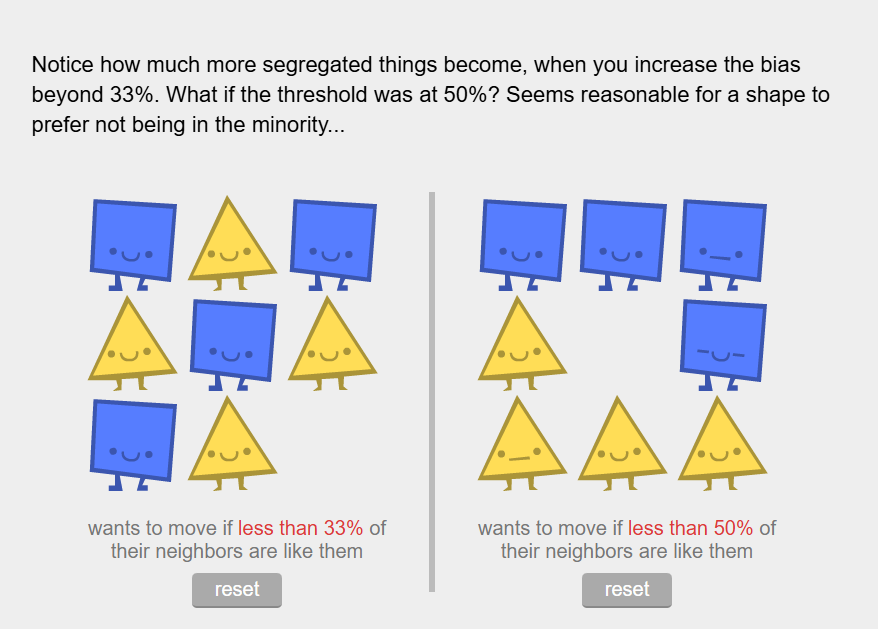 Notice how much more segregated things become, when you increase the bias
beyond 33%. What if the threshold was at 50%? Seems reasonable for a shape to
prefer not being in the minority...
wants to move if less than 33% of
their neighbors are like them
reset
wants to move if less than 50% of
their neighbors are like them
reset